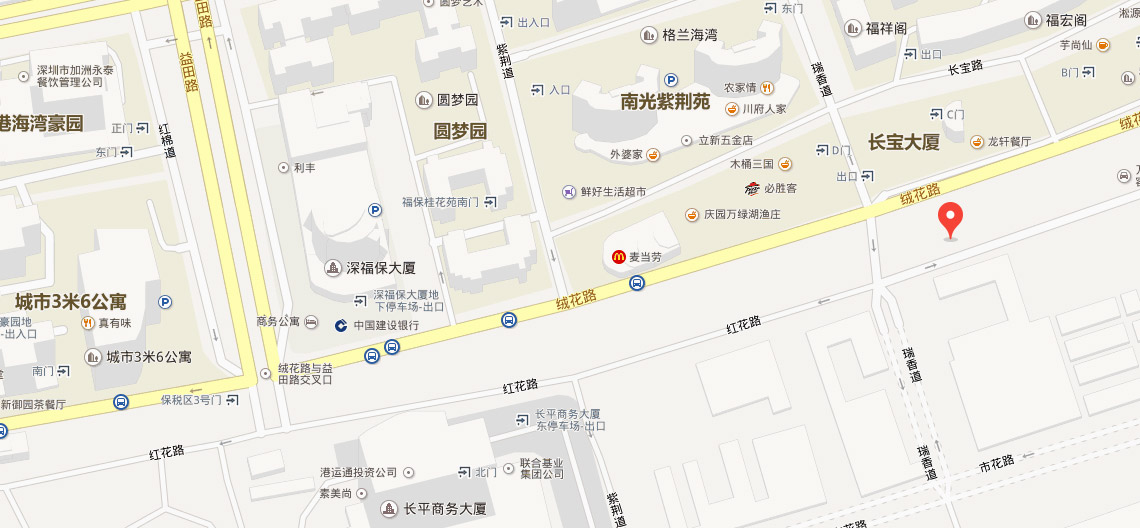 田路
圆梦艺术
出入口
东门
福祥阁
福宏阁
淞源
格兰海湾
芋尚仙
出口
紫荆道
益田路
深圳市加洲永泰
餐饮管理公司
长宝路
B门
瑞香道
入口
P
农家情
圆梦园
南光紫荆苑
川府人家
港海湾豪园
正门
红棉道
圆梦园
C门
绒花
立新五金店
长宝大厦
龙轩餐厅
东门
外婆家
D门
木桶三国
利丰
出口
必胜客
鲜好生活超市
绒花路
福保桂花苑南门
P
庆园万绿湖渔庄
麦当劳
深福保大厦
城市3米6公寓
P
深福保大厦地
下停车场-出口
绒花路
豪园地
-出入口
真有味
商务公寓
中国建设银行
红花路
城市3米6公寓
瑞香道
南门
绒花路与益
田路交叉口
红花路
新御园茶餐厅
保税区3号门
长平商务大厦
东停车场-出口
红花路
瑞香道
港运通投资公司
北门
联合基业
集团公司
市花路
素美尚
紫荆道
长平商务大厦
花路